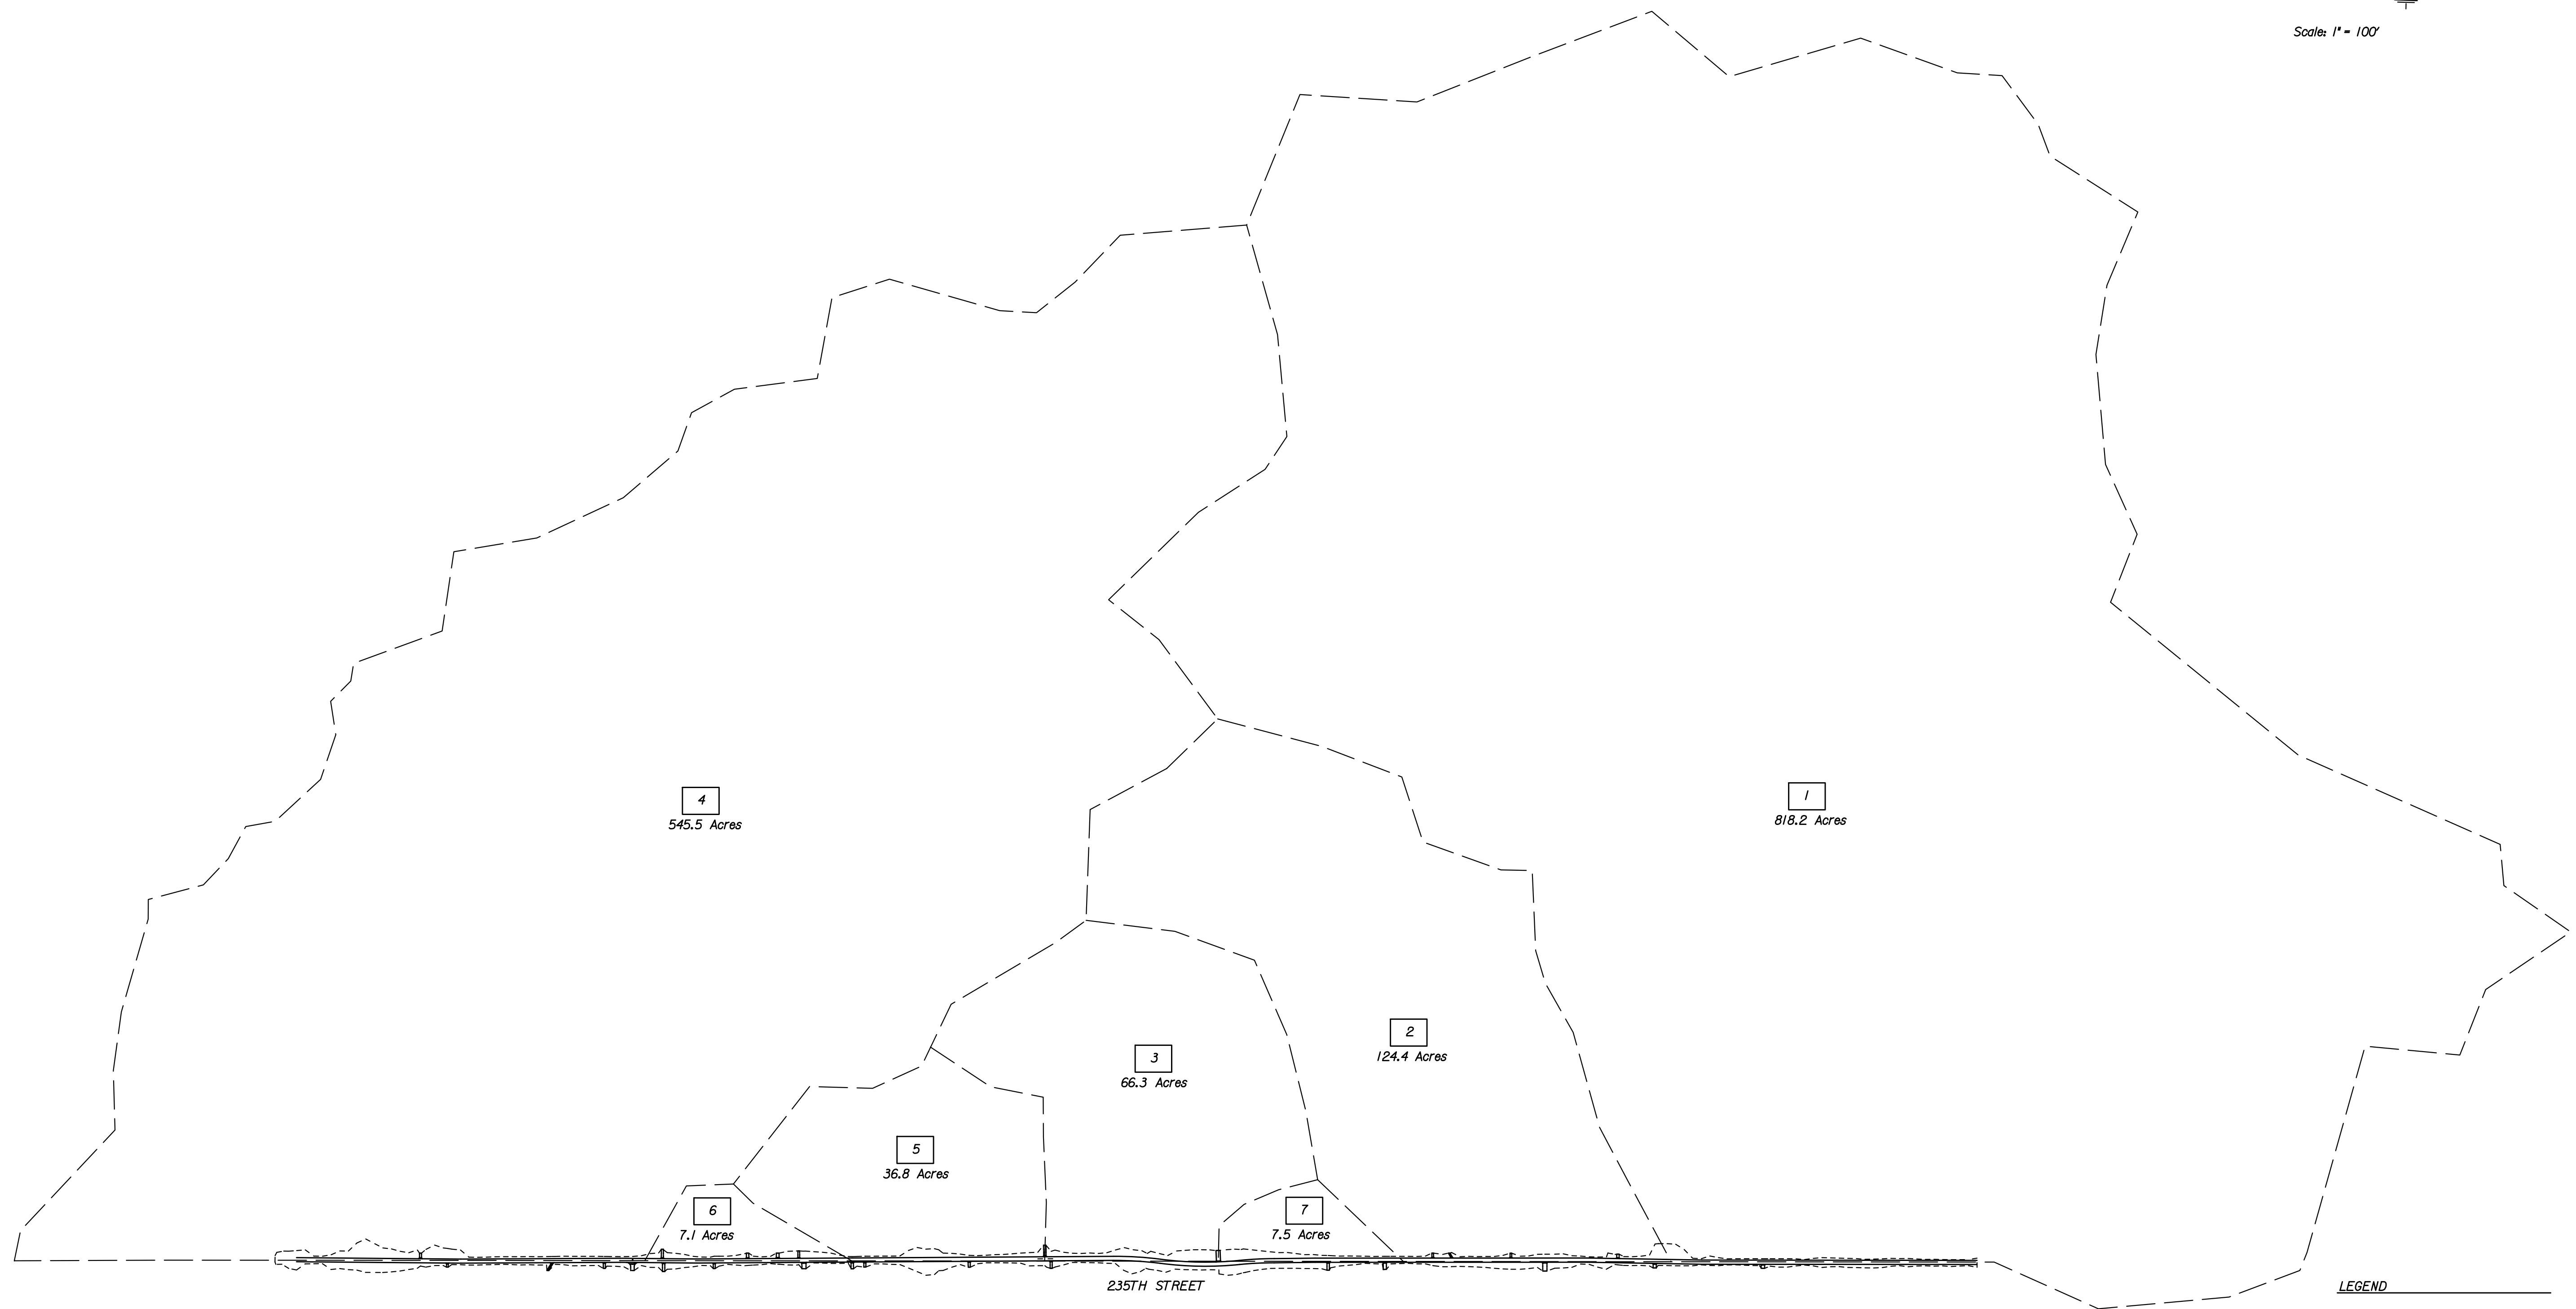 Scale: 1" = 100'
4
545.5 Acres
1
818.2 Acres
2
124.4 Acres
3
66.3 Acres
5
36.8 Acres
6
7.1 Acres
7
7.5 Acres
235TH STREET
LEGEND